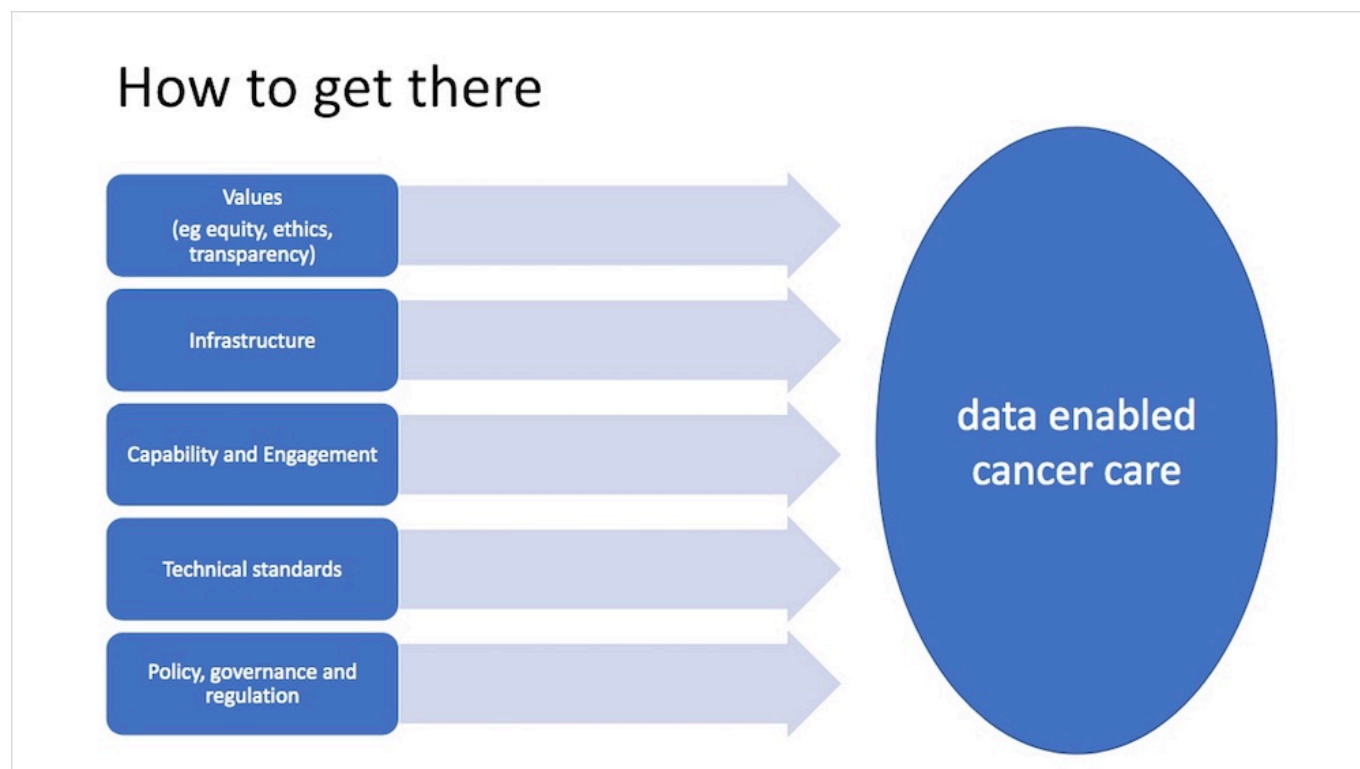 How to get there
Values
(eg equity, ethics,
transparency)
Infrastructure
Capability and Engagement
Technical standards
Policy, governance and
regulation
data enabled
cancer care